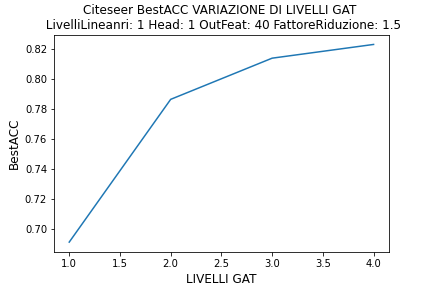 Citeseer BestACC VARIAZIONE DI LIVELLI GAT
LivelliLineanri: 1 Head: 1 OutFeat: 40 FattoreRiduzione: 1.5
0.82
0.80
0.78
0.76
0.74
0.72
0.70
BestACC
1.0 1.5 2.0 2.5 3.0 3.5 4.0
LIVELLI GAT